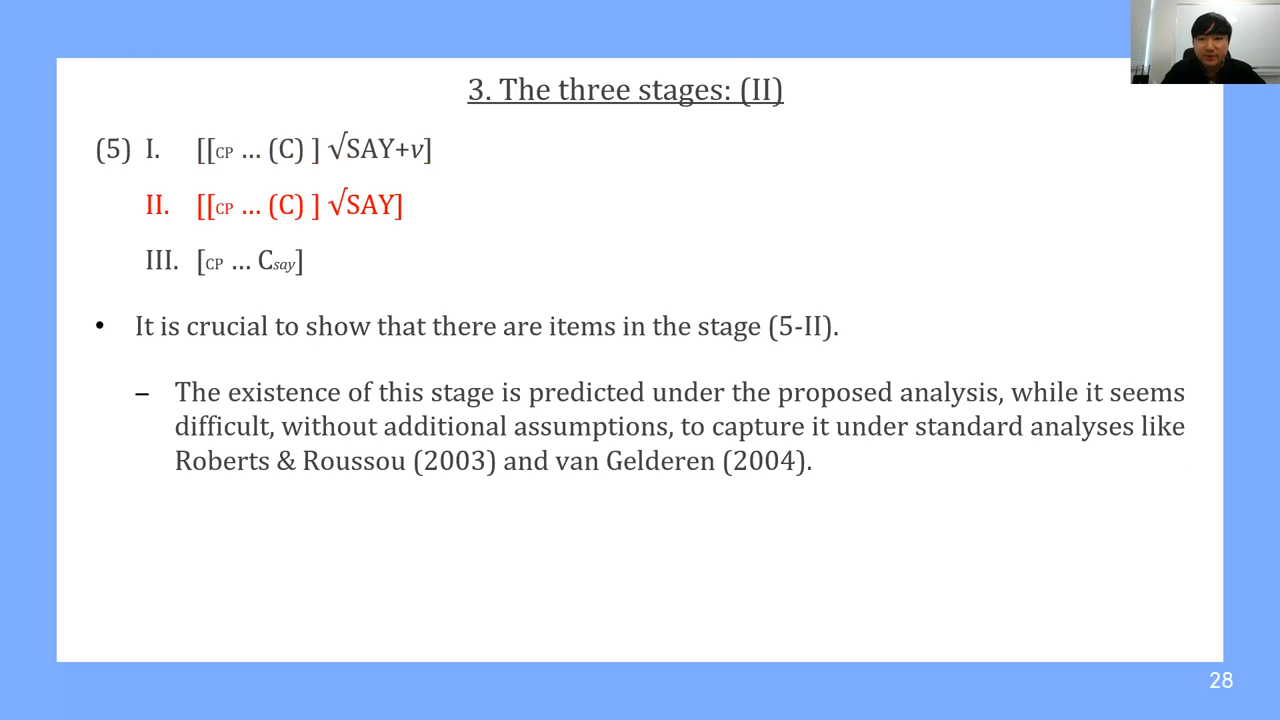 3. The three stages: (II)
(5) I. [[CP … (C) ] √SAY+v]
II. [[CP … (C) ] √SAY]
III. [CP … Csay]
• It is crucial to show that there are items in the stage (5-II).
– The existence of this stage is predicted under the proposed analysis, while it seems
difficult, without additional assumptions, to capture it under standard analyses like
Roberts & Roussou (2003) and van Gelderen (2004).
28